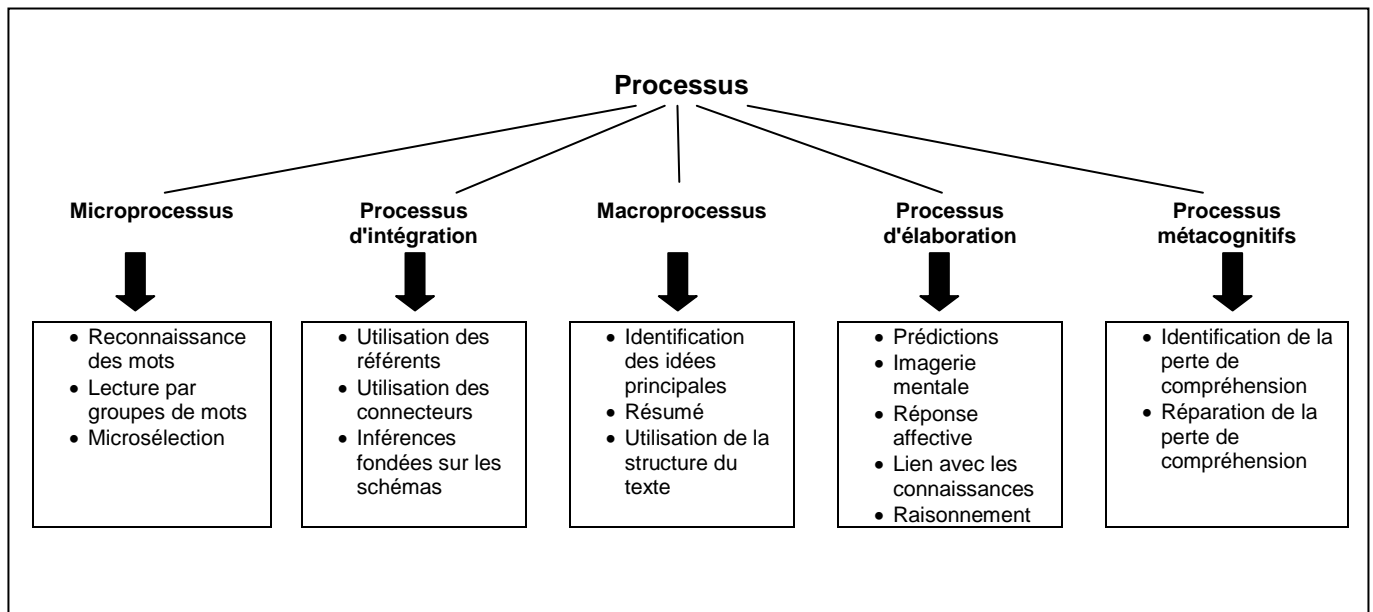 Processus
Microprocessus
Processus
d'intégration
Macroprocessus
Processus
d'élaboration
Processus
métacognitifs
• Reconnaissance
des mots
• Lecture par
groupes de mots
• Microsélection
• Utilisation des
référents
• Utilisation des
connecteurs
• Inférences
fondées sur les
schémas
• Identification
des idées
principales
• Résumé
• Utilisation de la
structure du
texte
• Prédictions
• Imagerie
mentale
• Réponse
affective
• Lien avec les
connaissances
• Raisonnement
• Identification de la
perte de
compréhension
• Réparation de la
perte de
compréhension